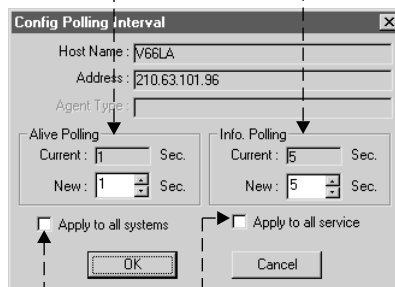 Config Polling Interval
Host Name : V66LA
Address : 210.63.101.96
Agent Type :
Alive Polling Info. Polling
Current : 1 Sec. Current : 5 Sec.
New : 1 Sec. New : 5 Sec.
Apply to all systems Apply to all service
OK Cancel